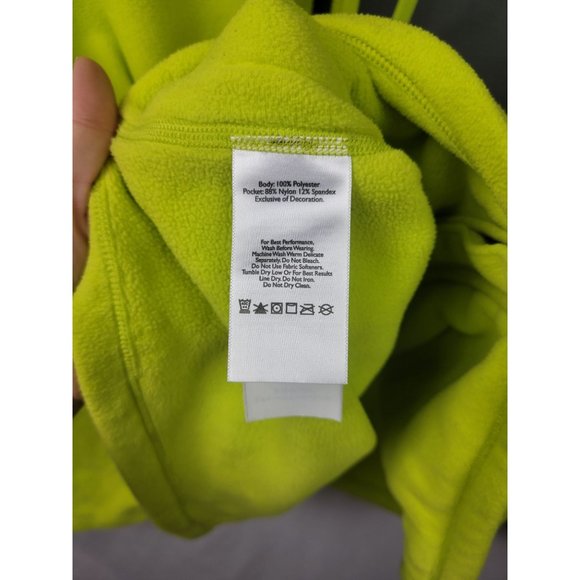 Body: 100% Polyester
Pocket: 88% Nylon 12% Spandex
Exclusive of Decoration.
For Best Performance,
Wash Before Wearing.
Machine Wash Warm Delicate
Separately. Do Not Bleach.
Do Not Use Fabric Softeners.
Tumble Dry Low Or For Best Results
Line Dry. Do Not Iron.
Do Not Dry Clean.